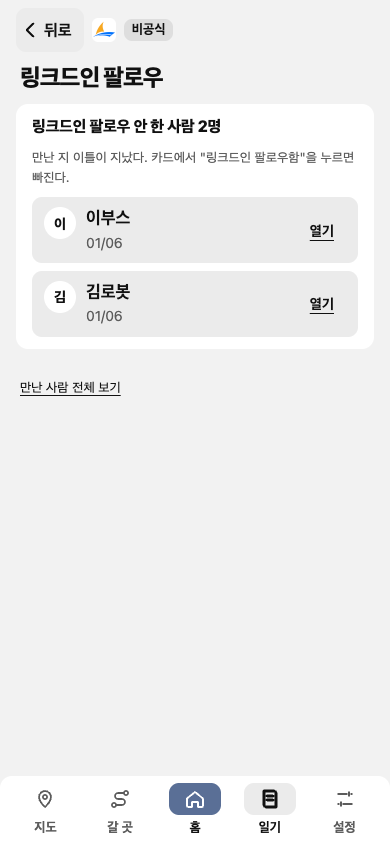 뒤로
비공식
링크드인 팔로우
링크드인 팔로우 안 한 사람 2명
만난 지 이틀이 지났다. 카드에서 "링크드인 팔로우함"을 누르면
빠진다.
이
이부스
01/06
열기
김
김로봇
01/06
열기
만난 사람 전체 보기
지도
갈 곳
홈
일기
설정